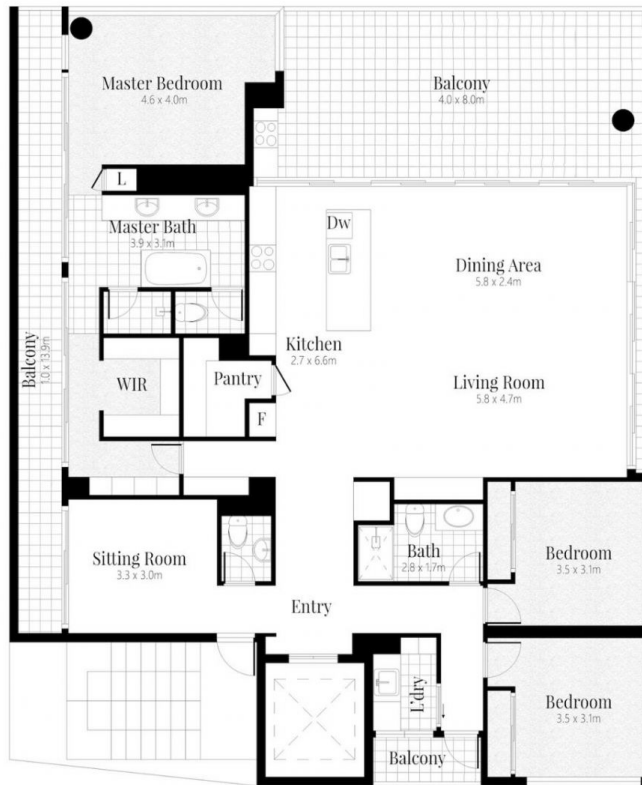 Master Bedroom
4.6 x 4.0m
Balcony
4.0 x 8.0m
L
Master Bath
3.9 x 3.1m
Dw
Dining Area
5.8 x 2.4m
Kitchen
2.7 x 6.6m
Balcony
1.0 x 13.9m
WIR
Pantry
Living Room
5.8 x 4.7m
F
Sitting Room
3.3 x 3.0m
Bath
2.8 x 1.7m
Bedroom
3.5 x 3.1m
Entry
L'dry
Bedroom
3.5 x 3.1m
Balcony